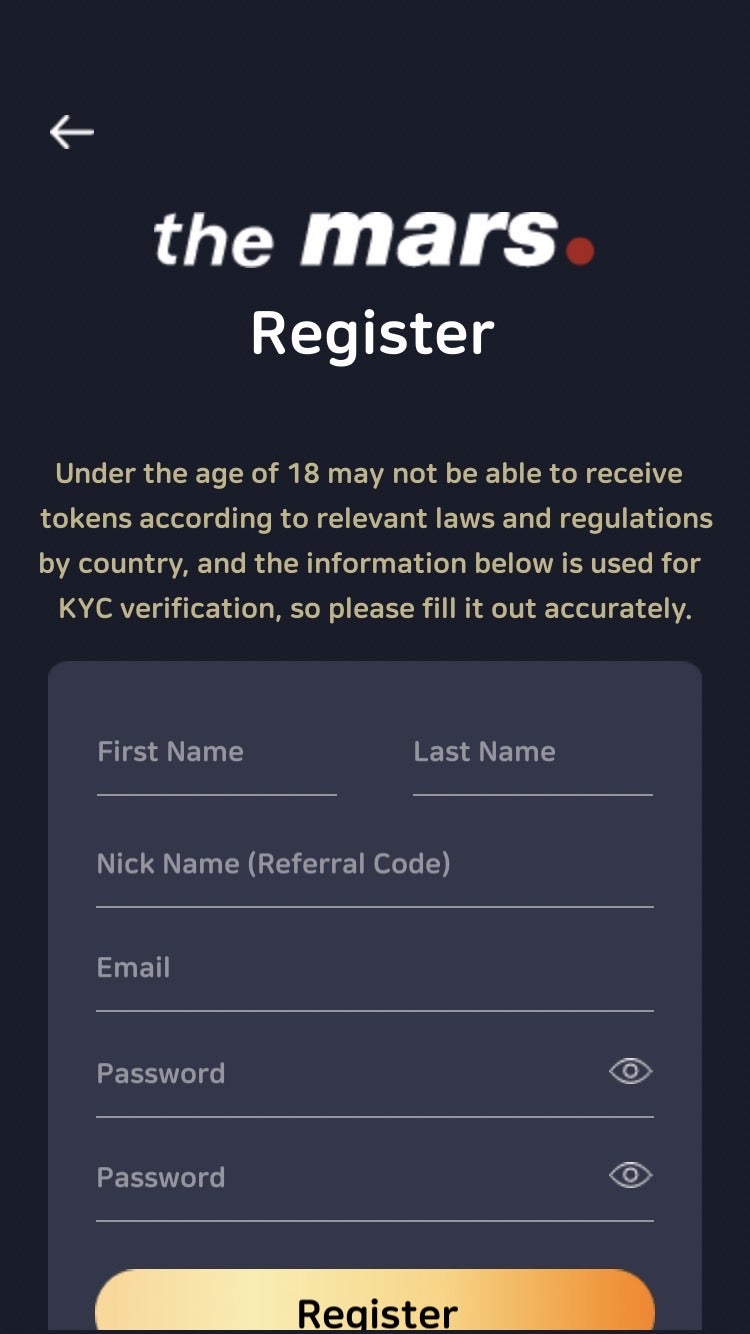 the mars.
Register
Under the age of 18 may not be able to receive
tokens according to relevant laws and regulations
by country, and the information below is used for
KYC verification, so please fill it out accurately.
First Name Last Name
Nick Name (Referral Code)
Email
Password
Password
Register